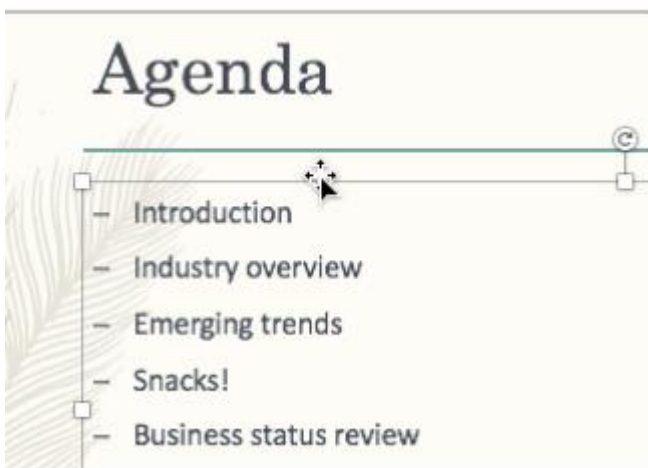 Agenda
– Introduction
– Industry overview
– Emerging trends
– Snacks!
– Business status review